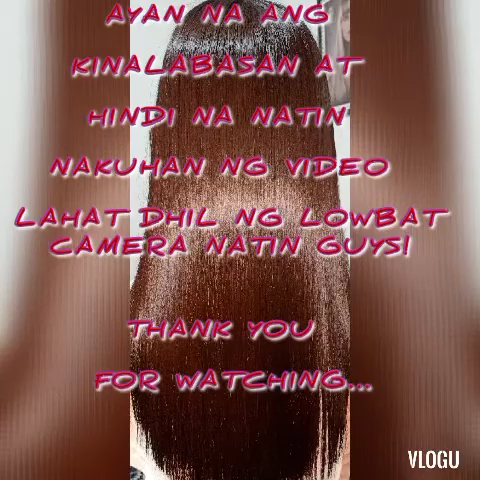 AYAN NA ANG
KINALABASAN AT
HINDI NA NATIN
NAKUHAN NG VIDEO
LAHAT DHIL NG LOWBAT
CAMERA NATIN GUYS!
THANK YOU
FOR WATCHING...
VLOGU